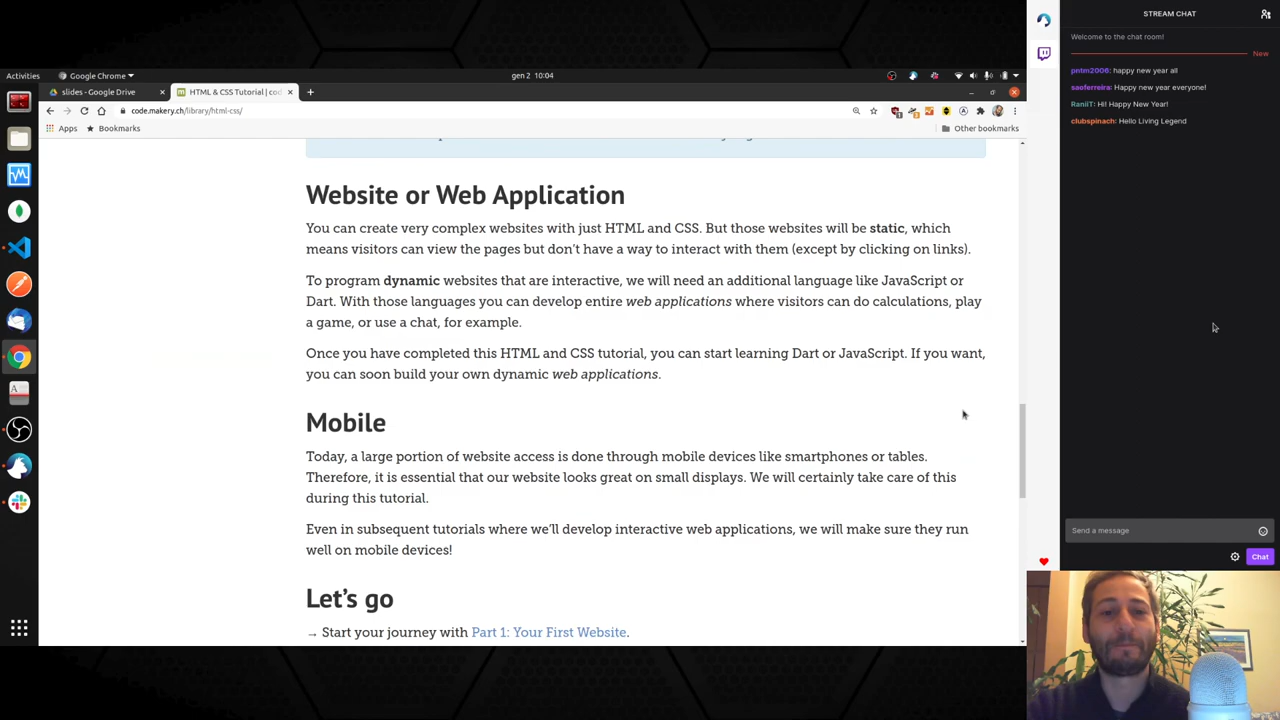 Activities
Google Chrome
gen 2 10:04
slides - Google Drive
HTML & CSS Tutorial | cod
code.makery.ch/library/html-css/
Apps
Bookmarks
Other bookmarks
Website or Web Application
You can create very complex websites with just HTML and CSS. But those websites will be static, which
means visitors can view the pages but don't have a way to interact with them (except by clicking on links).
To program dynamic websites that are interactive, we will need an additional language like JavaScript or
Dart. With those languages you can develop entire web applications where visitors can do calculations, play
a game, or use a chat, for example.
Once you have completed this HTML and CSS tutorial, you can start learning Dart or JavaScript. If you want,
you can soon build your own dynamic web applications.
Mobile
Today, a large portion of website access is done through mobile devices like smartphones or tables.
Therefore, it is essential that our website looks great on small displays. We will certainly take care of this
during this tutorial.
Even in subsequent tutorials where we'll develop interactive web applications, we will make sure they run
well on mobile devices!
Let's go
→ Start your journey with Part 1: Your First Website.
STREAM CHAT
Welcome to the chat room!
New
pntm2006: happy new year all
saoferreira: Happy new year everyone!
RaniiT: Hi! Happy New Year!
clubspinach: Hello Living Legend
Send a message
Chat